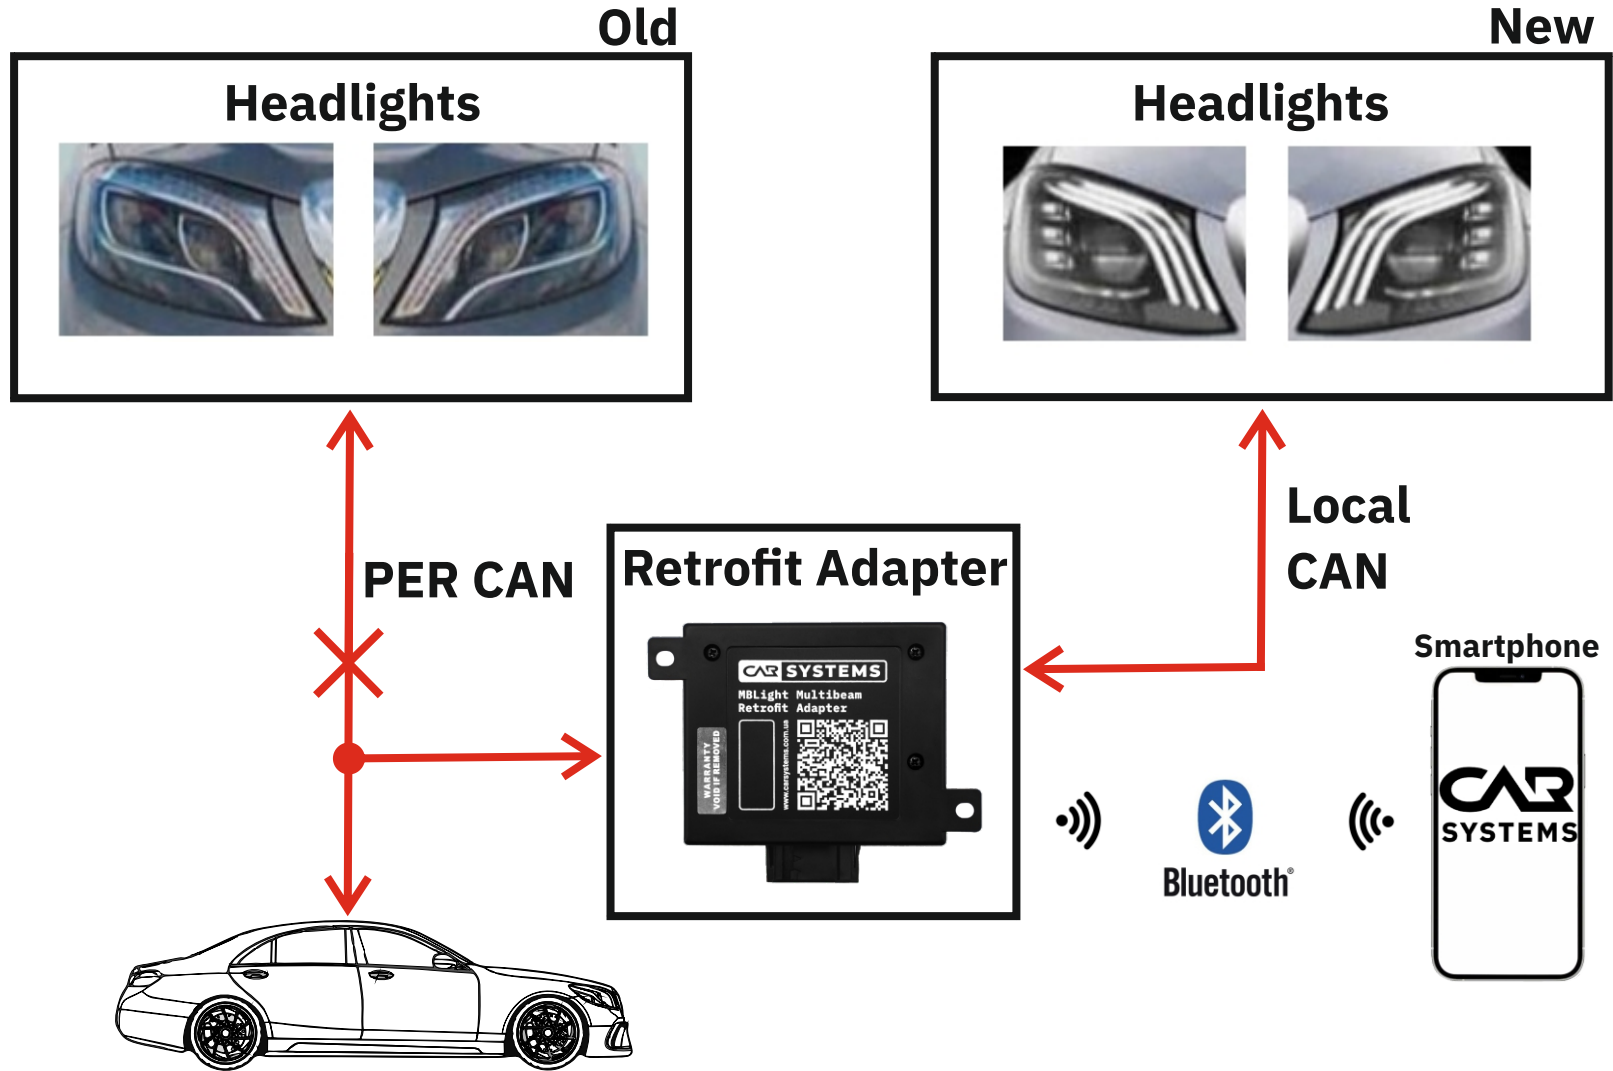 Old
New
Headlights
Headlights
PER CAN
Local
CAN
Retrofit Adapter
CAR SYSTEMS
MBLight Multibeam
Retrofit Adapter
WARRANTY
VOID IF REMOVED
www.carsystems.com.ua
Smartphone
CAR
SYSTEMS
Bluetooth®